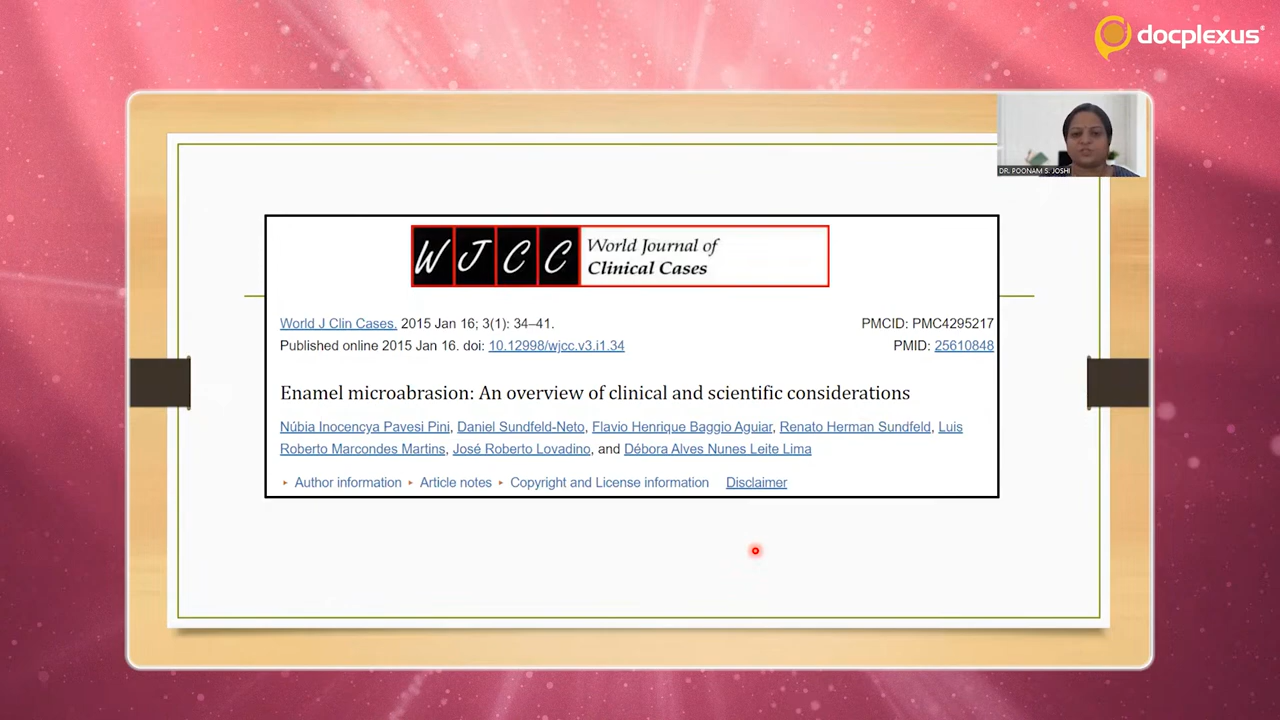 docplexus
DR. POONAM S. JOSHI
W J C C
World Journal of
Clinical Cases
World J Clin Cases. 2015 Jan 16; 3(1): 34–41.
PMCID: PMC4295217
Published online 2015 Jan 16. doi: 10.12998/wjcc.v3.i1.34
PMID: 25610848
Enamel microabrasion: An overview of clinical and scientific considerations
Núbia Inocencya Pavesi Pini, Daniel Sundfeld-Neto, Flavio Henrique Baggio Aguiar, Renato Herman Sundfeld, Luis
Roberto Marcondes Martins, José Roberto Lovadino, and Débora Alves Nunes Leite Lima
Author information Article notes Copyright and License information Disclaimer